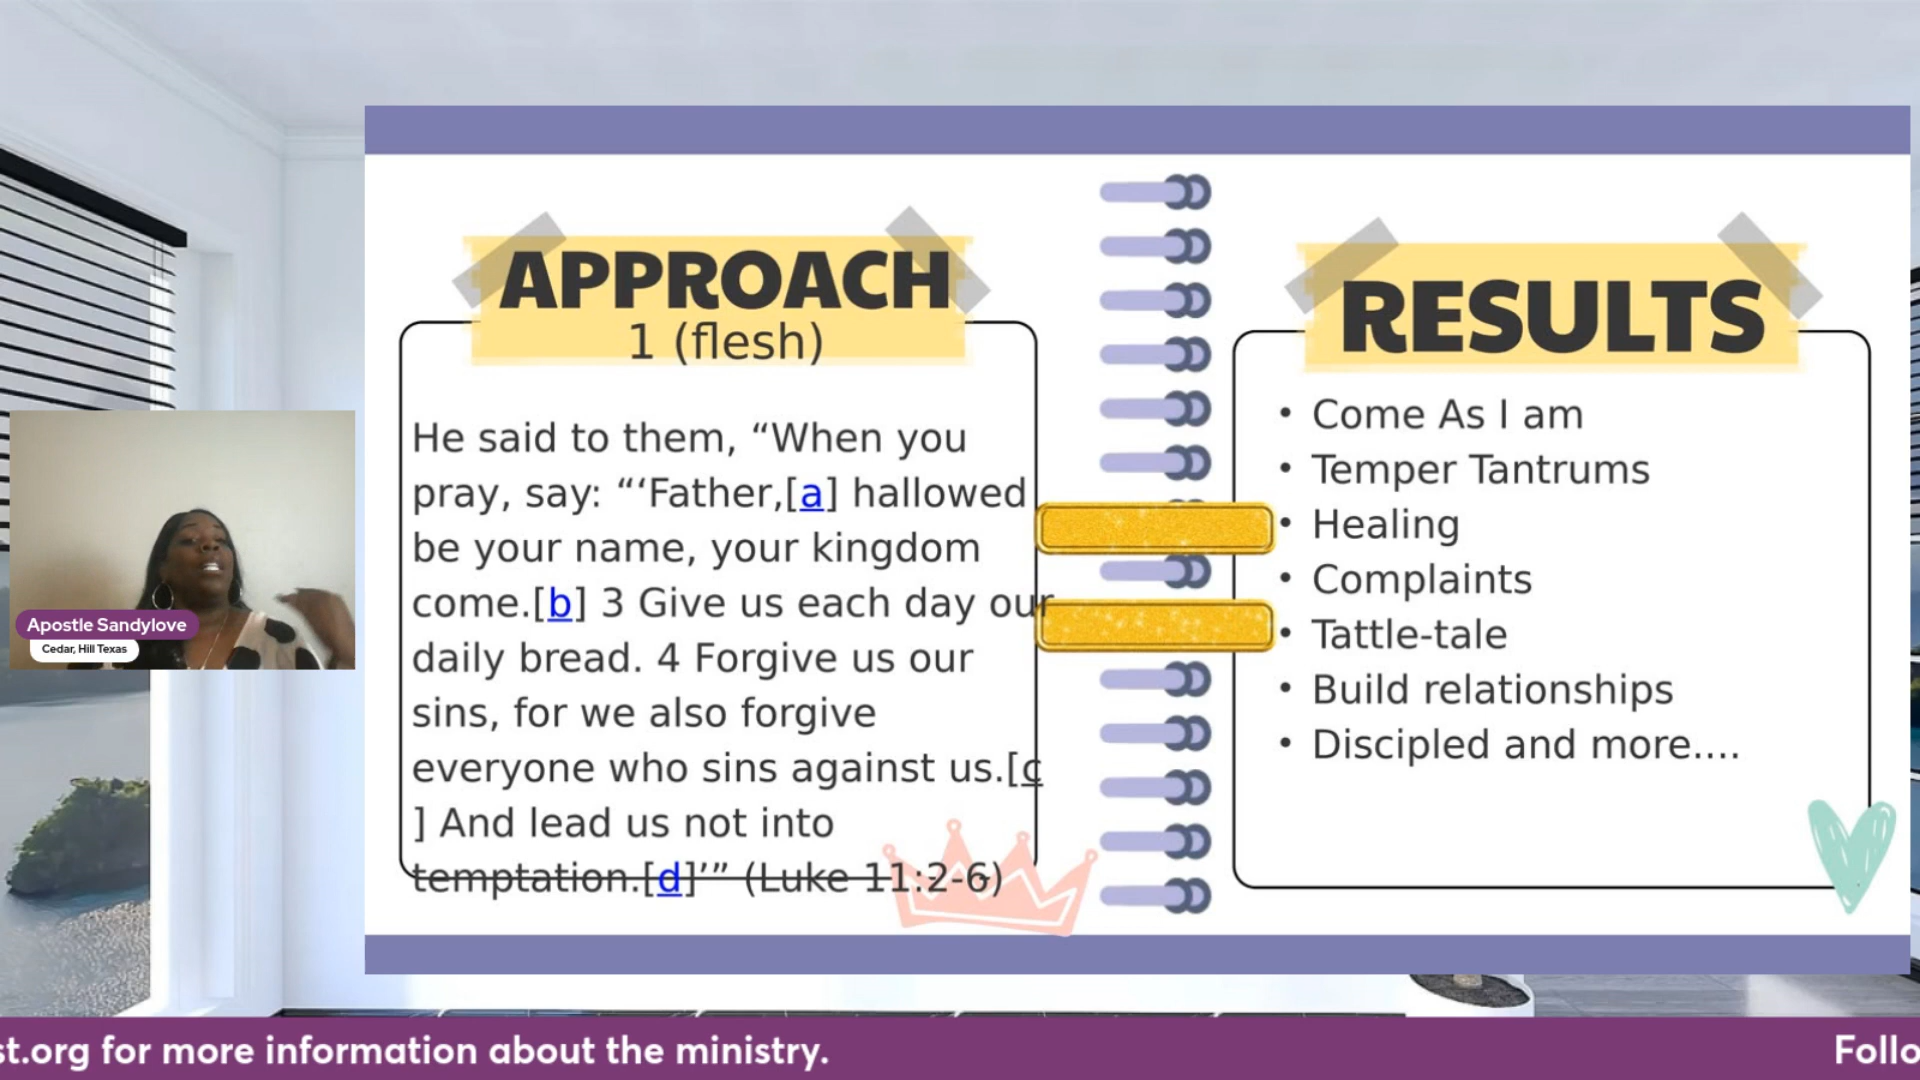 APPROACH
1 (flesh)
He said to them, “When you
pray, say: “‘Father,[a] hallowed
be your name, your kingdom
come.[b] 3 Give us each day our
daily bread. 4 Forgive us our
sins, for we also forgive
everyone who sins against us.[c
] And lead us not into
temptation.[d]’” (Luke 11:2-6)
RESULTS
• Come As I am
• Temper Tantrums
• Healing
• Complaints
• Tattle-tale
• Build relationships
• Discipled and more....
Apostle Sandylove
Cedar, Hill Texas
st.org for more information about the ministry.
Follo